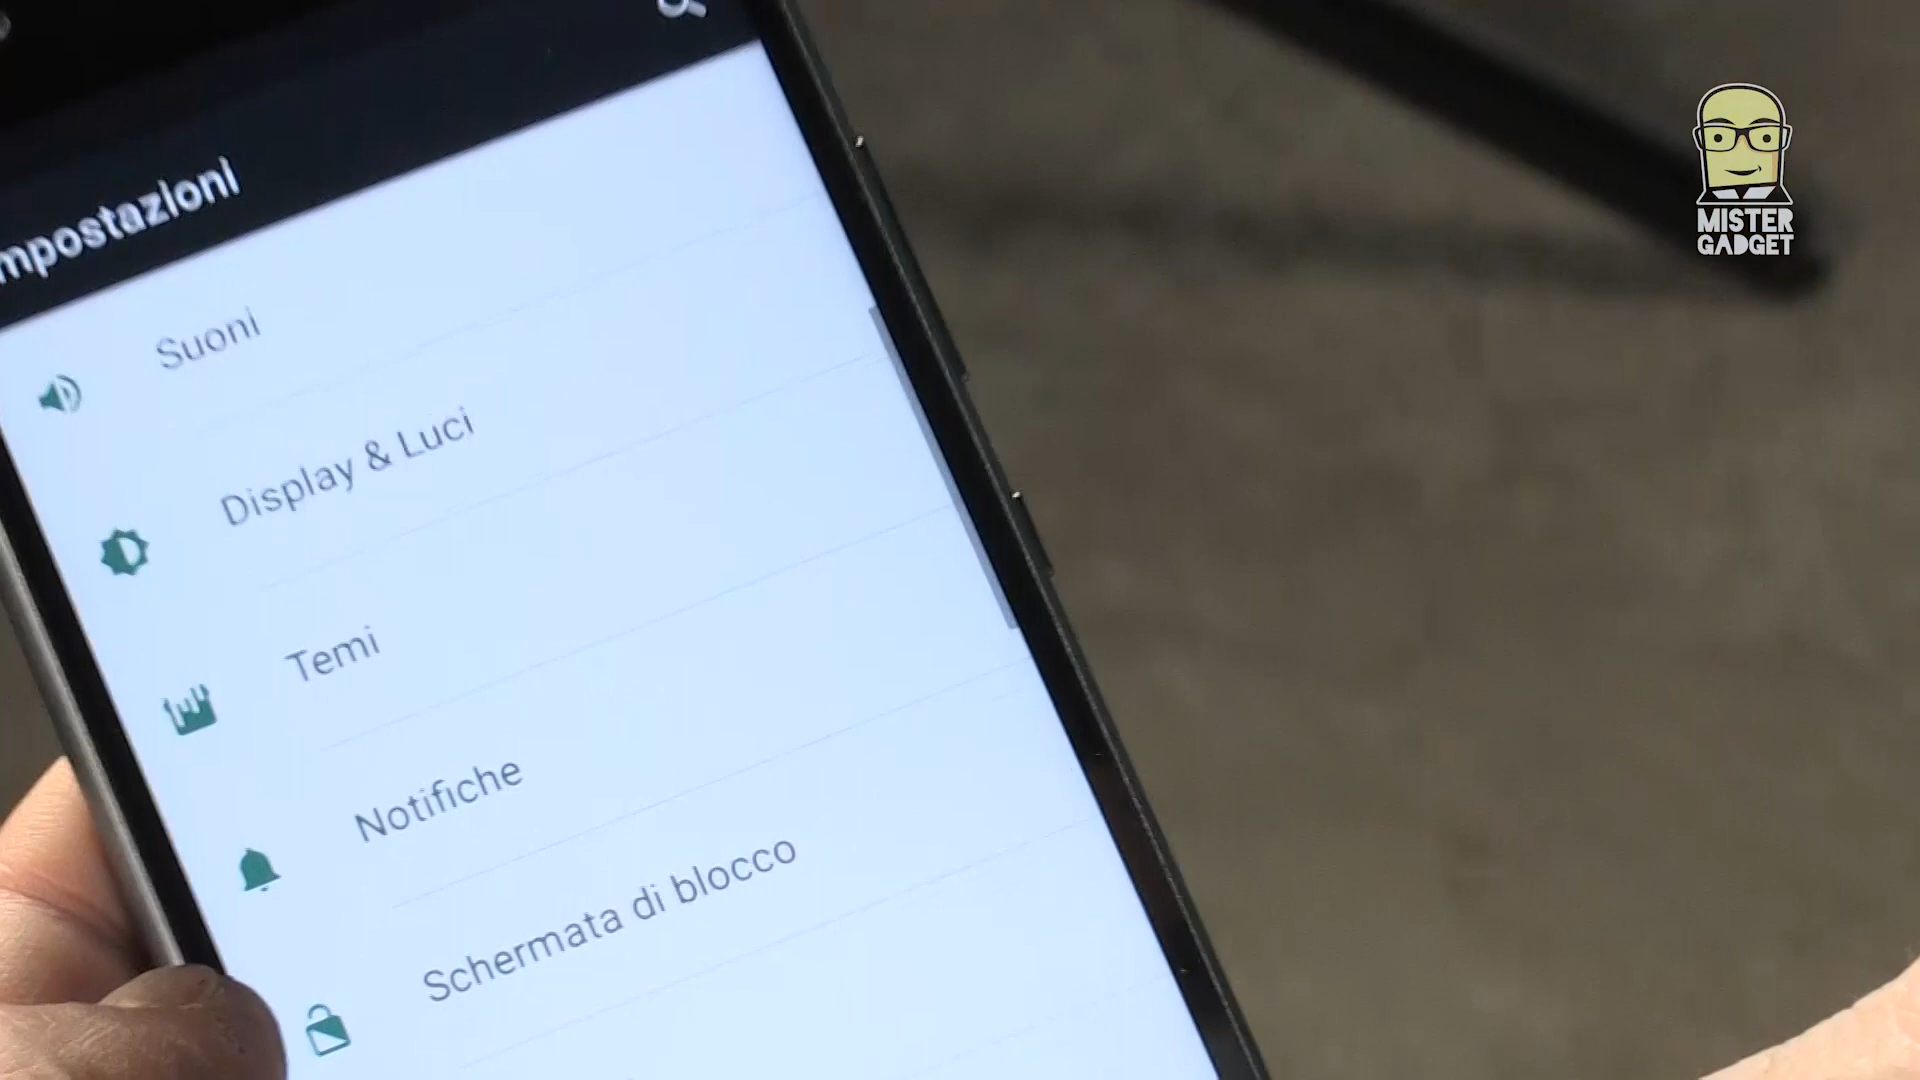 mpostazioni
Suoni
Display & Luci
Temi
Notifiche
Schermata di blocco
MISTER
GADGET